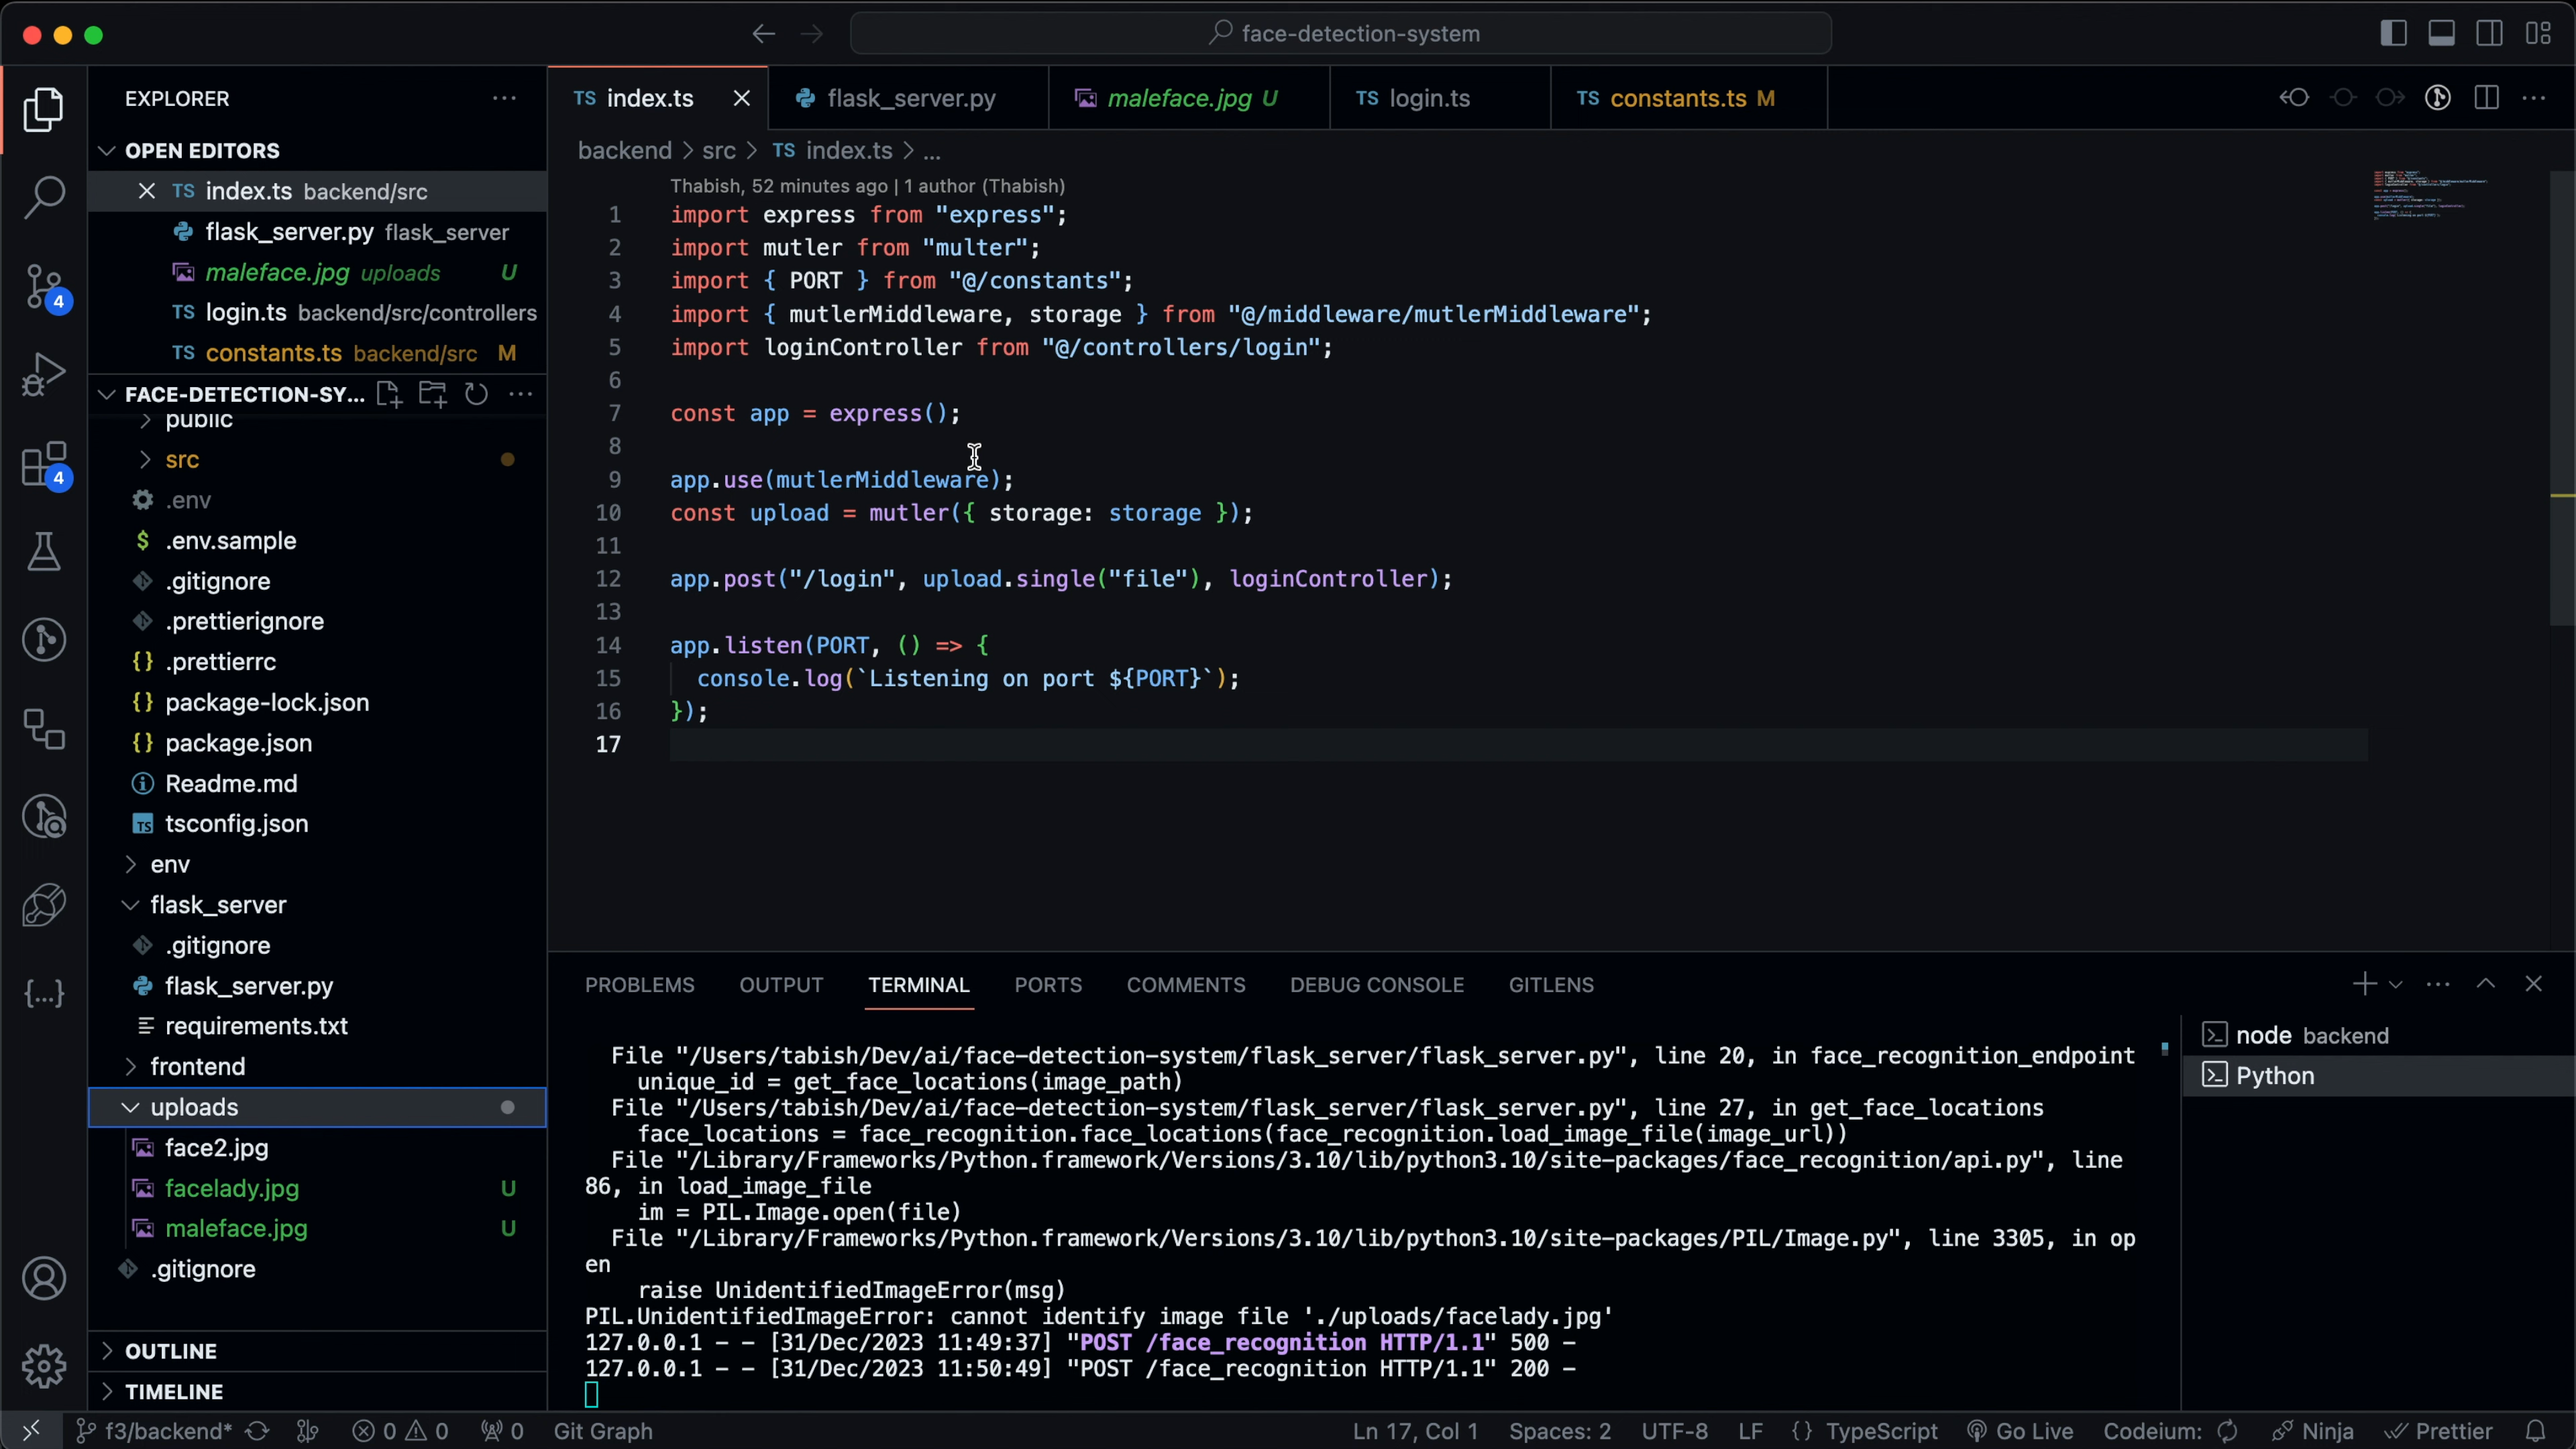 face-detection-system
EXPLORER
OPEN EDITORS
TS index.ts backend/src
flask_server.py flask_server
maleface.jpg uploads U
TS login.ts backend/src/controllers
TS constants.ts backend/src M
FACE-DETECTION-SY...
public
src
.env
$ .env.sample
.gitignore
.prettierignore
{} .prettierrc
{} package-lock.json
{} package.json
Readme.md
TS tsconfig.json
env
flask_server
.gitignore
flask_server.py
requirements.txt
frontend
uploads
face2.jpg
facelady.jpg U
maleface.jpg U
.gitignore
OUTLINE
TIMELINE
4
4
TS index.ts
flask_server.py
maleface.jpg U
TS login.ts
TS constants.ts M
backend > src > TS index.ts > ...
Thabish, 52 minutes ago | 1 author (Thabish)
1 import express from "express";
2 import mutler from "multer";
3 import { PORT } from "@/constants";
4 import { mutlerMiddleware, storage } from "@/middleware/mutlerMiddleware";
5 import loginController from "@/controllers/login";
6
7 const app = express();
8
9 app.use(mutlerMiddleware);
10 const upload = mutler({ storage: storage });
11
12 app.post("/login", upload.single("file"), loginController);
13
14 app.listen(PORT, () => {
15 console.log(`Listening on port ${PORT}`);
16 });
17
PROBLEMS OUTPUT TERMINAL PORTS COMMENTS DEBUG CONSOLE GITLENS
File "/Users/tabish/Dev/ai/face-detection-system/flask_server/flask_server.py", line 20, in face_recognition_endpoint
unique_id = get_face_locations(image_path)
File "/Users/tabish/Dev/ai/face-detection-system/flask_server/flask_server.py", line 27, in get_face_locations
face_locations = face_recognition.face_locations(face_recognition.load_image_file(image_url))
File "/Library/Frameworks/Python.framework/Versions/3.10/lib/python3.10/site-packages/face_recognition/api.py", line
86, in load_image_file
im = PIL.Image.open(file)
File "/Library/Frameworks/Python.framework/Versions/3.10/lib/python3.10/site-packages/PIL/Image.py", line 3305, in op
en
raise UnidentifiedImageError(msg)
PIL.UnidentifiedImageError: cannot identify image file './uploads/facelady.jpg'
127.0.0.1 - - [31/Dec/2023 11:49:37] "POST /face_recognition HTTP/1.1" 500 -
127.0.0.1 - - [31/Dec/2023 11:50:49] "POST /face_recognition HTTP/1.1" 200 -
node backend
Python
f3/backend* 0 0 0 Git Graph
Ln 17, Col 1 Spaces: 2 UTF-8 LF {} TypeScript Go Live Codeium: Ninja Prettier